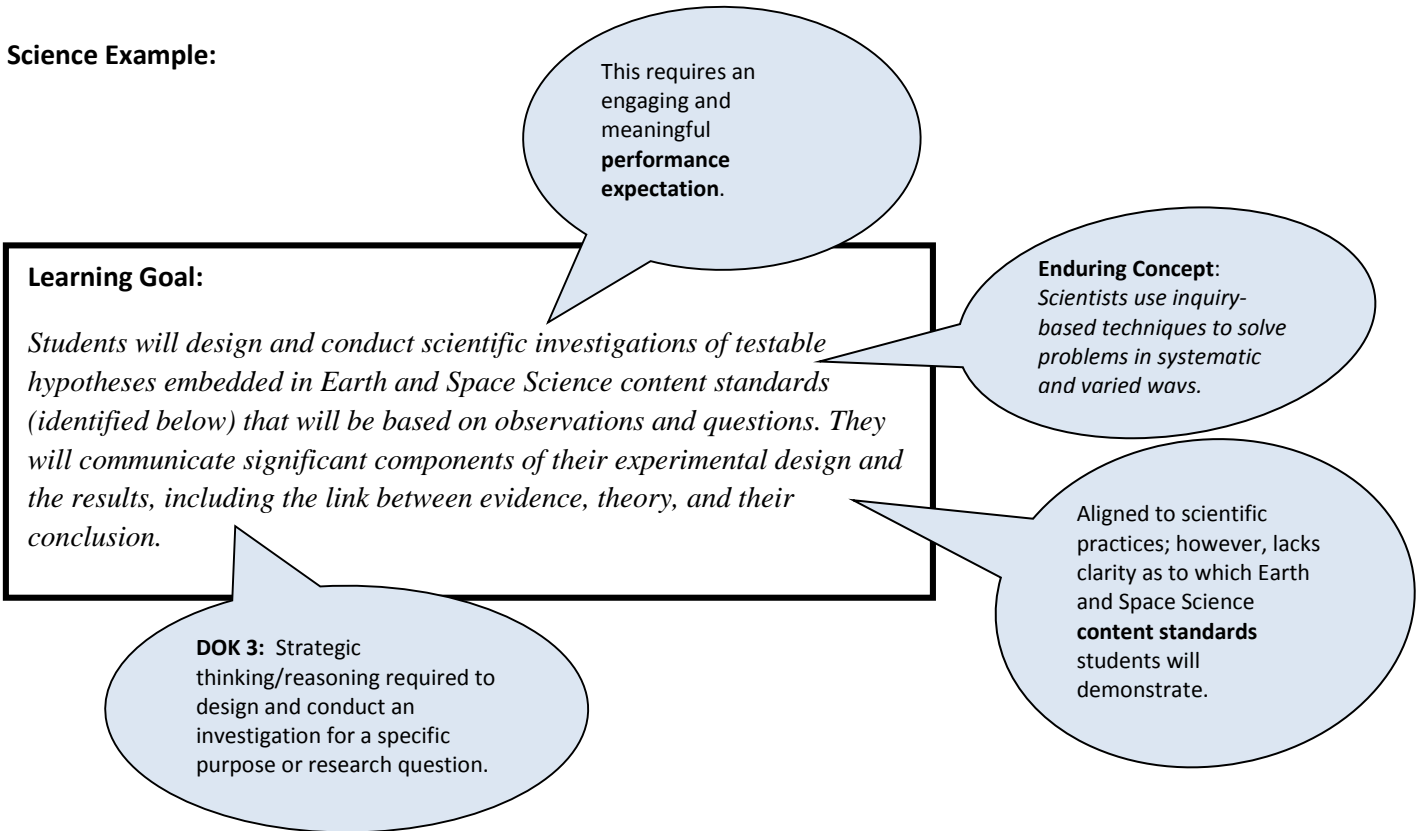 Science Example:
This requires an
engaging and
meaningful
performance
expectation.
Learning Goal:
Students will design and conduct scientific investigations of testable
hypotheses embedded in Earth and Space Science content standards
(identified below) that will be based on observations and questions. They
will communicate significant components of their experimental design and
the results, including the link between evidence, theory, and their
conclusion.
Enduring Concept:
Scientists use inquiry-
based techniques to solve
problems in systematic
and varied ways.
Aligned to scientific
practices; however, lacks
clarity as to which Earth
and Space Science
content standards
students will
demonstrate.
DOK 3: Strategic
thinking/reasoning required to
design and conduct an
investigation for a specific
purpose or research question.